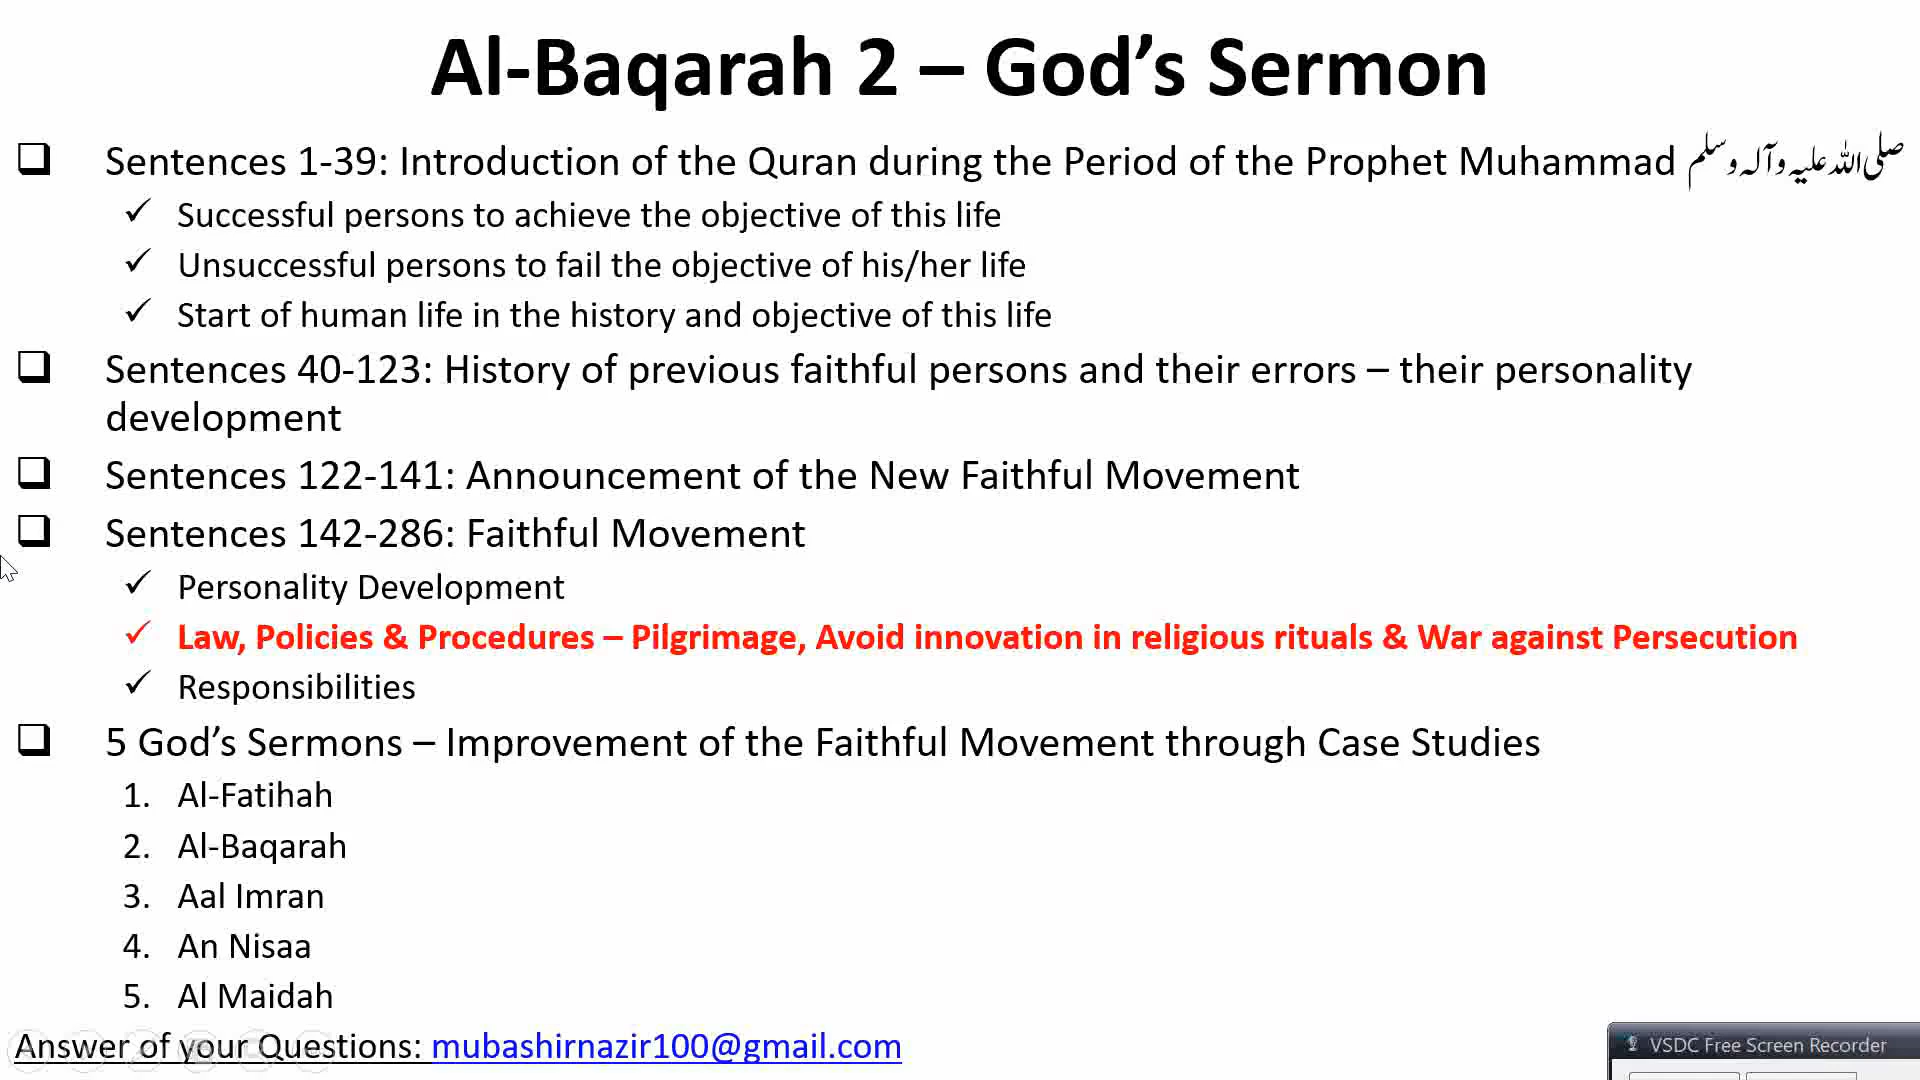 Al-Baqarah 2 – God’s Sermon
Sentences 1-39: Introduction of the Quran during the Period of the Prophet Muhammad صلی اللہ علیہ وآلہ وسلم
Successful persons to achieve the objective of this life
Unsuccessful persons to fail the objective of his/her life
Start of human life in the history and objective of this life
Sentences 40-123: History of previous faithful persons and their errors – their personality
development
Sentences 122-141: Announcement of the New Faithful Movement
Sentences 142-286: Faithful Movement
Personality Development
Law, Policies & Procedures – Pilgrimage, Avoid innovation in religious rituals & War against Persecution
Responsibilities
5 God’s Sermons – Improvement of the Faithful Movement through Case Studies
1. Al-Fatihah
2. Al-Baqarah
3. Aal Imran
4. An Nisaa
5. Al Maidah
Answer of your Questions: mubashirnazir100@gmail.com
VSDC Free Screen Recorder